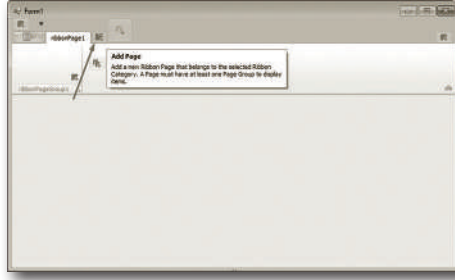 Form1
ribbonPage1
Add Page
Add a new Ribbon Page that belongs to the selected Ribbon
Category. A Page must have at least one Page Group to display
items.
ribbonPageGroup1